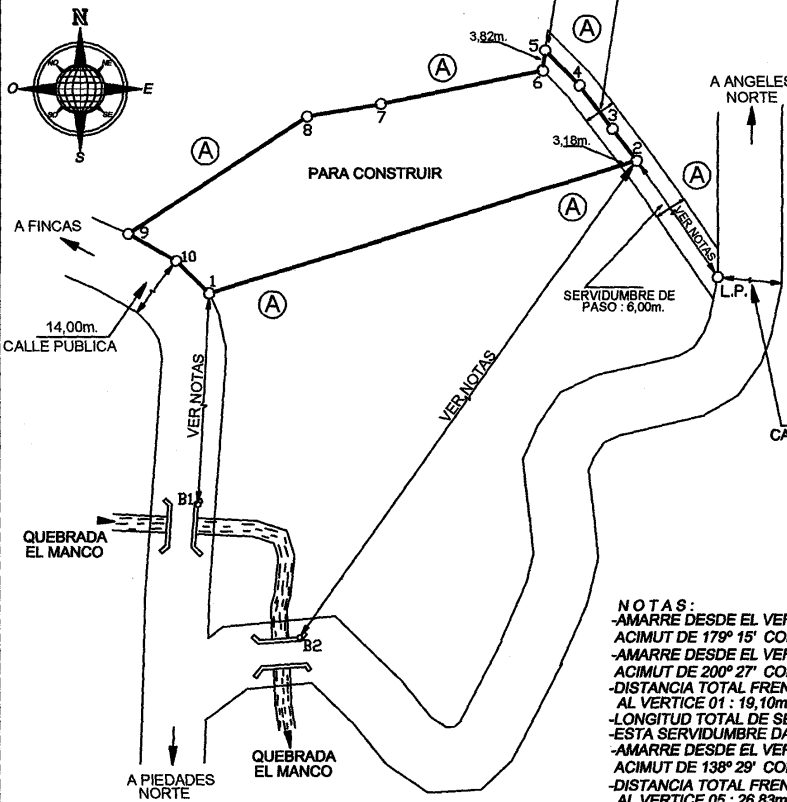 N
NO
NE
O
E
SO
SE
S
3,82m.
5
A
4
6
A
A ANGELES
NORTE
7
8
3
3,18m.
2
A
PARA CONSTRUIR
A
A
VER NOTAS
A FINCAS
9
10
1
L.P.
A
SERVIDUMBRE DE
PASO : 6,00m.
14,00m.
CALLE PUBLICA
VER NOTAS
VER NOTAS
CA
B1
QUEBRADA
EL MANCO
B2
QUEBRADA
EL MANCO
A PIEDADES
NORTE
NOTAS:
-AMARRE DESDE EL VER
ACIMUT DE 179º 15' CO
-AMARRE DESDE EL VER
ACIMUT DE 200º 27' CO
-DISTANCIA TOTAL FREN
AL VERTICE 01 : 19,10m
-LONGITUD TOTAL DE SE
-ESTA SERVIDUMBRE DA
-AMARRE DESDE EL VER
ACIMUT DE 138º 29' CO
-DISTANCIA TOTAL FREN
AL VERTICE 05 : 26,83m